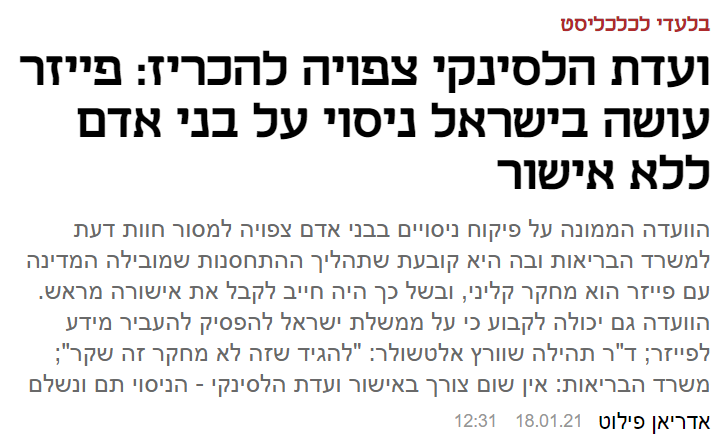 בלעדי לכלכליסט
ועדת הלסינקי צפויה להכריז: פייזר
עושה בישראל ניסוי על בני אדם
ללא אישור
הוועדה הממונה על פיקוח ניסויים בבני אדם צפויה למסור חוות דעת
למשרד הבריאות ובה היא קובעת שתהליך ההתחסנות שמובילה המדינה
עם פייזר הוא מחקר קליני, ובשל כך היה חייב לקבל את אישורה מראש.
הוועדה גם יכולה לקבוע כי על ממשלת ישראל להפסיק להעביר מידע
לפייזר; ד"ר תהילה שוורץ אלטשולר: "להגיד שזה לא מחקר זה שקר";
משרד הבריאות: אין שום צורך באישור ועדת הלסינקי - הניסוי תם ונשלם
אדריאן פילוט 18.01.21 12:31